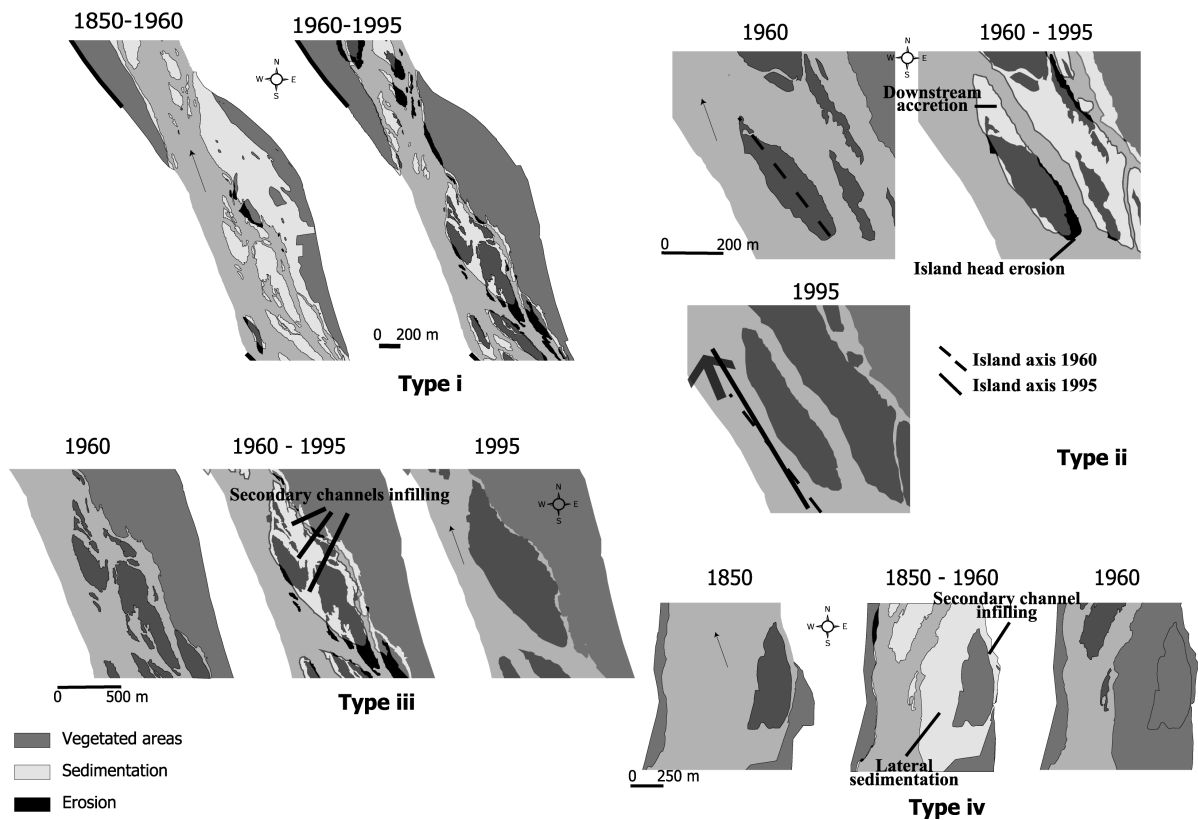 1850-1960
1960-1995
N
W E
S
0 200 m
Type i
1960
1960 - 1995
N
W E
S
Downstream
accretion
0 200 m
Island head erosion
1995
Island axis 1960
Island axis 1995
Type ii
1960
1960 - 1995
1995
Secondary channels infilling
N
W E
S
0 500 m
Type iii
Vegetated areas
Sedimentation
Erosion
1850
1850 - 1960
1960
Secondary channel
infilling
N
W E
S
Lateral
sedimentation
0 250 m
Type iv